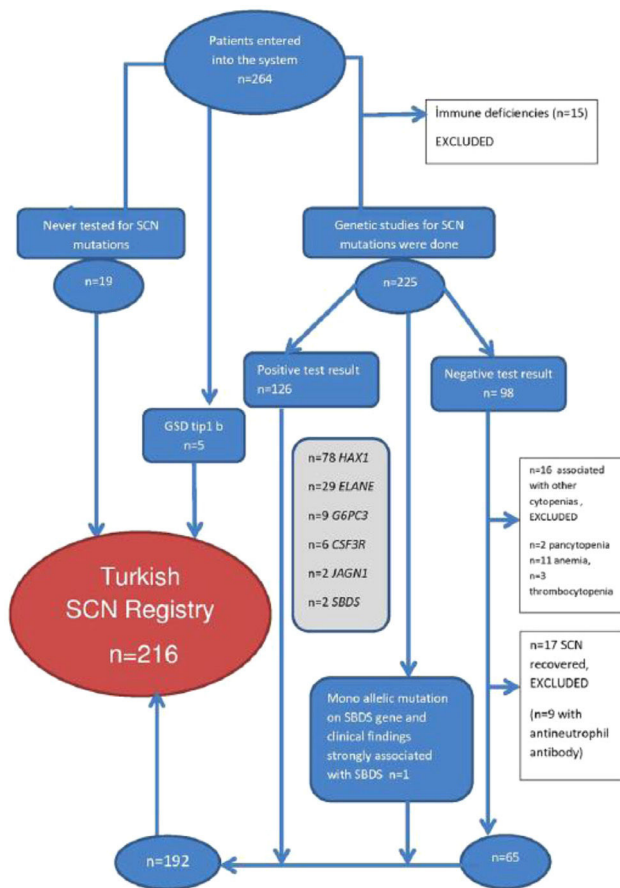 Patients entered
into the system
n=264
İmmune deficiencies (n=15)
EXCLUDED
Never tested for SCN
mutations
n=19
Genetic studies for SCN
mutations were done
n=225
Positive test result
n=126
Negative test result
n= 98
GSD tip1 b
n=5
n=78 HAX1
n=29 ELANE
n=9 G6PC3
n=6 CSF3R
n=2 JAGN1
n=2 SBDS
n=16 associated
with other
cytopenias ,
EXCLUDED
n=2 pancytopenia
n=11 anemia,
n=3
thrombocytopenia
Turkish
SCN Registry
n=216
n=17 SCN
recovered,
EXCLUDED
(n=9 with
antineutrophil
antibody)
Mono allelic mutation
on SBDS gene and
clinical findings
strongly associated
with SBDS n=1
n=192
n=65